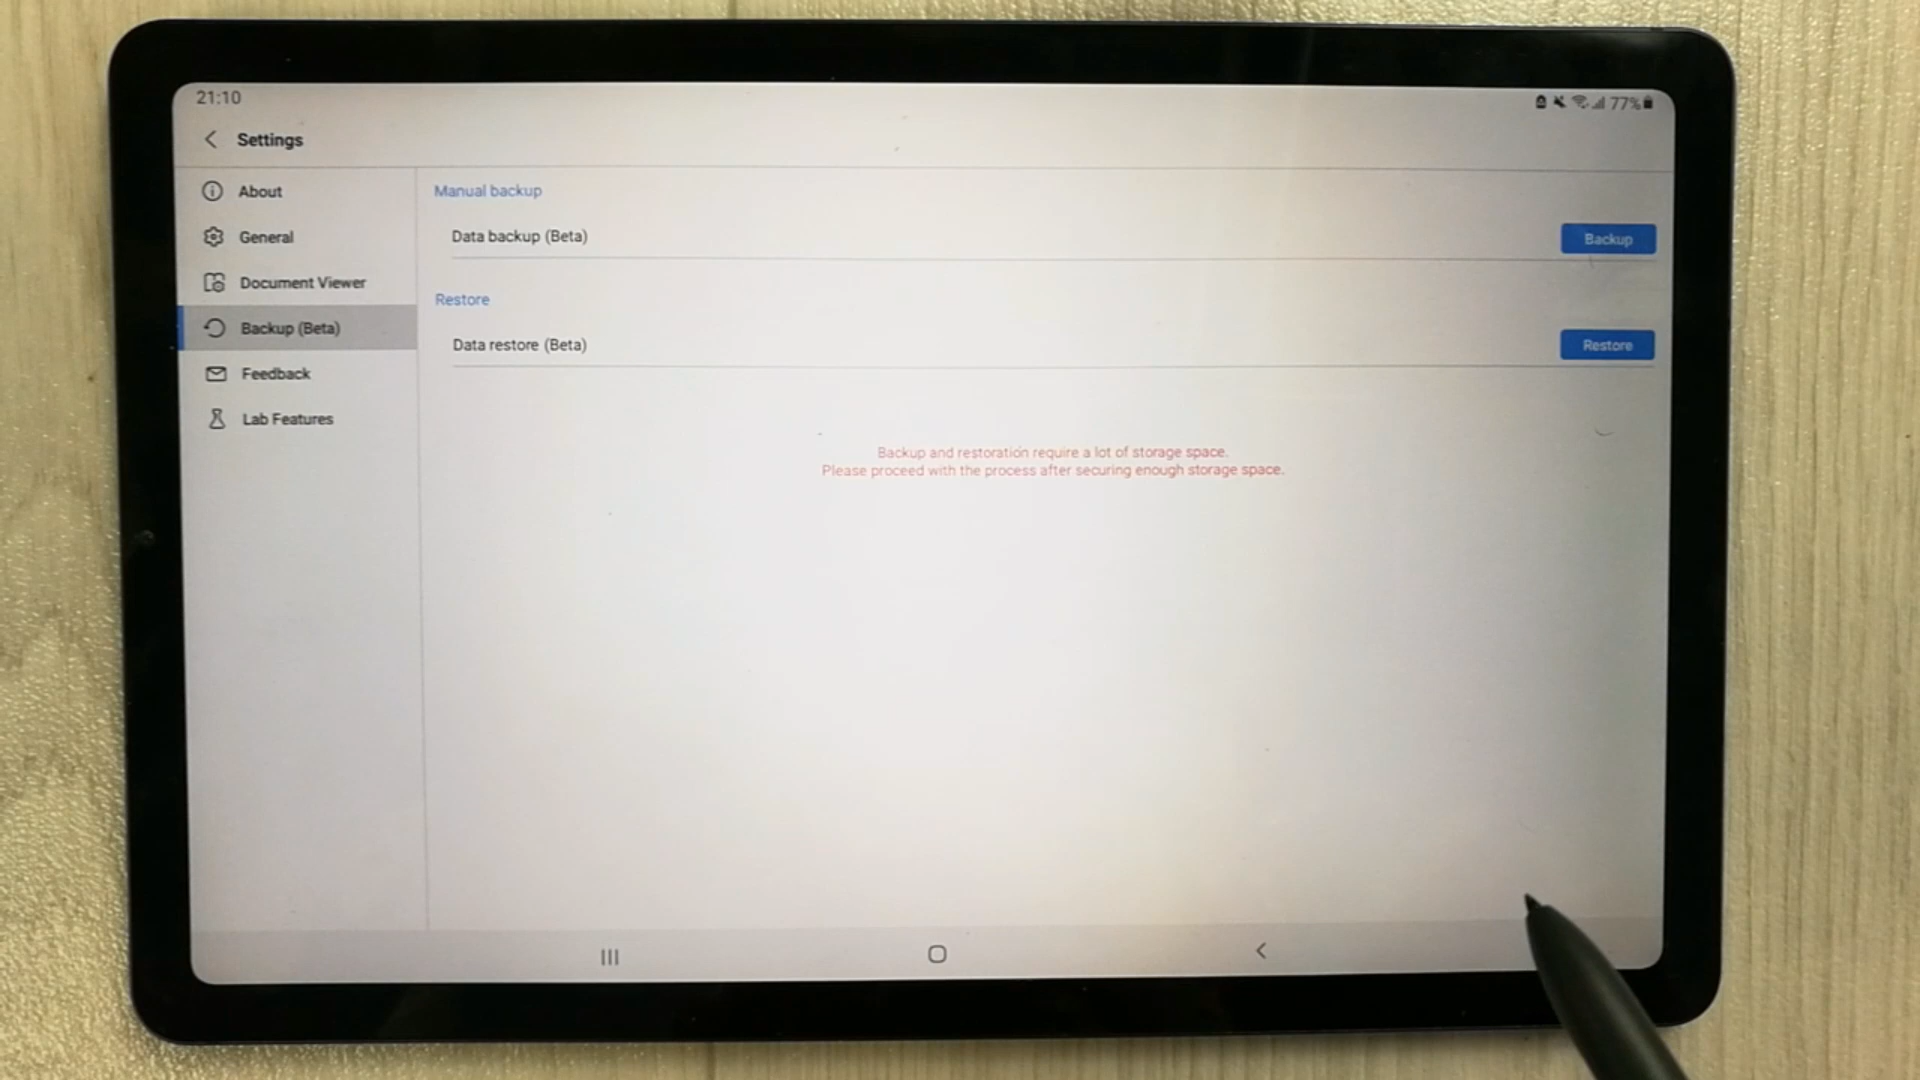 21:10
77%
Settings
About
General
Document Viewer
Backup (Beta)
Feedback
Lab Features
Manual backup
Data backup (Beta)
Backup
Restore
Data restore (Beta)
Restore
Backup and restoration require a lot of storage space.
Please proceed with the process after securing enough storage space.